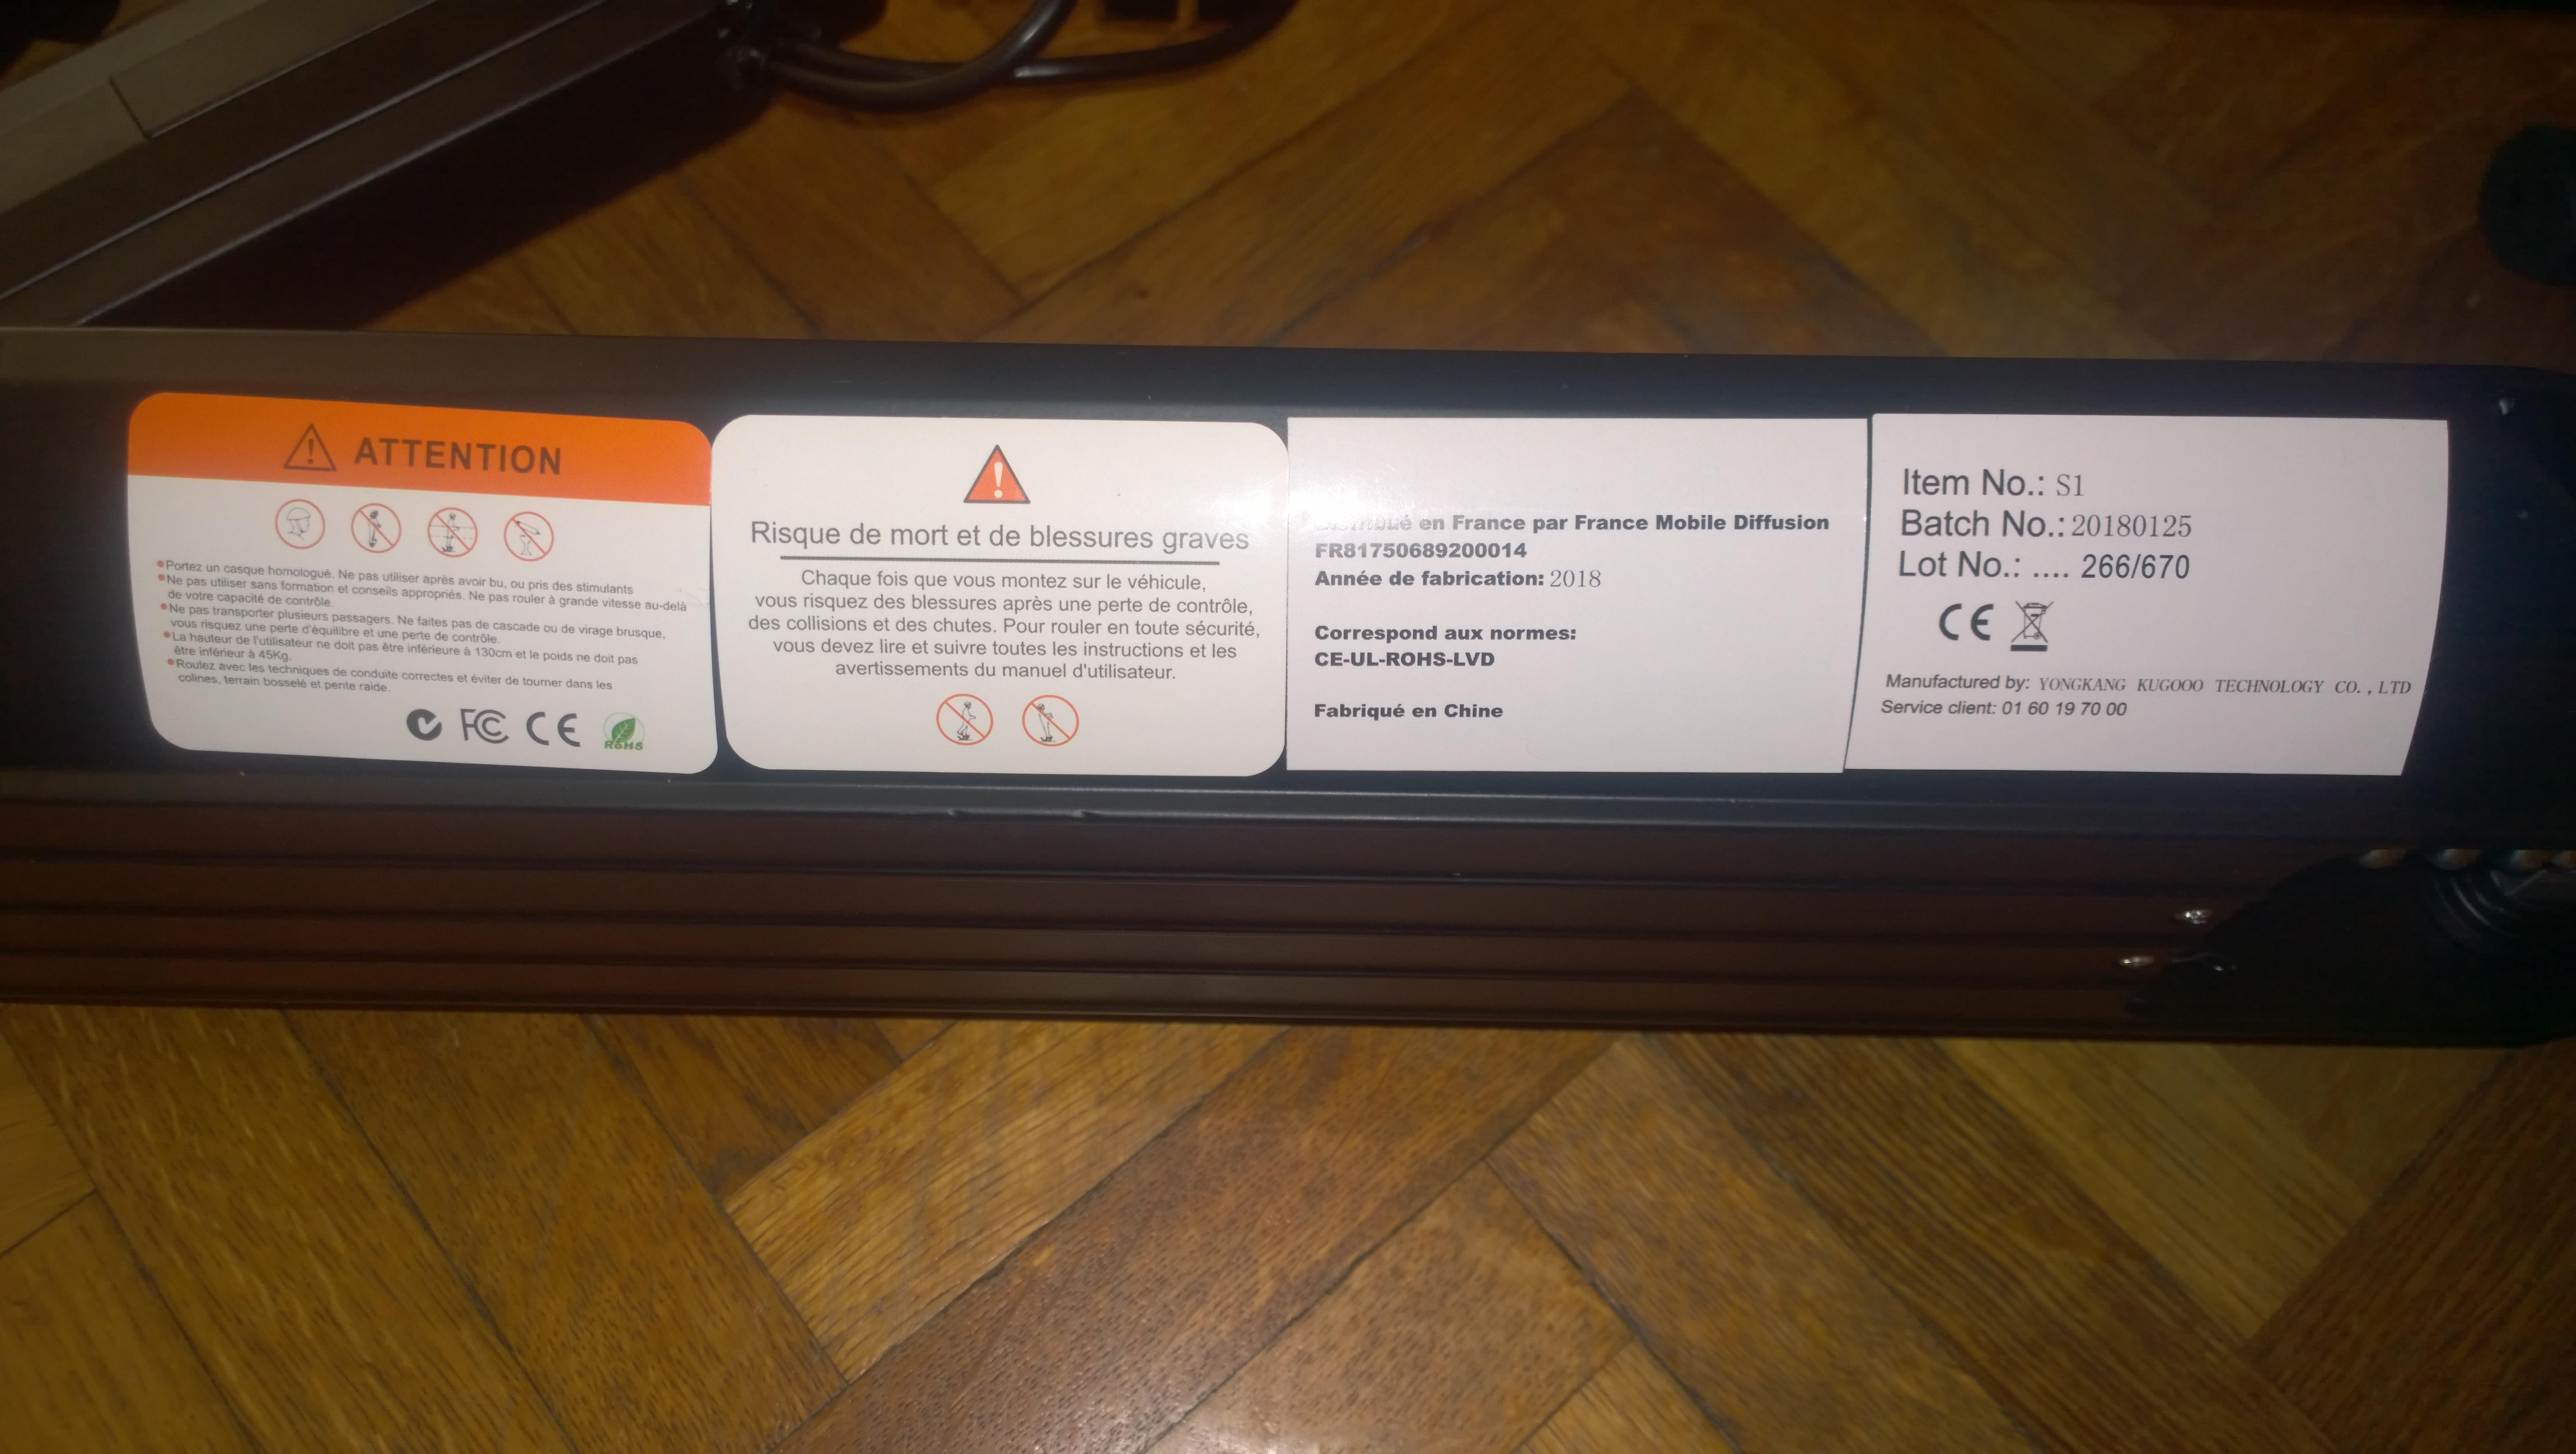 ATTENTION
Portez un casque homologué. Ne pas utiliser après avoir bu, ou pris des stimulants
Ne pas utiliser sans formation et conseils appropriés. Ne pas rouler à grande vitesse au-delà
de votre capacité de contrôle.
Ne pas transporter plusieurs passagers. Ne faites pas de cascade ou de virage brusque,
vous risquez une perte d'équilibre et une perte de contrôle.
La hauteur de l'utilisateur ne doit pas être inférieure à 130cm et le poids ne doit pas
être inférieur à 45Kg.
Roulez avec les techniques de conduite correctes et éviter de tourner dans les
colines, terrain bosselé et pente raide.
FC CE RoHS
Risque de mort et de blessures graves
Chaque fois que vous montez sur le véhicule,
vous risquez des blessures après une perte de contrôle,
des collisions et des chutes. Pour rouler en toute sécurité,
vous devez lire et suivre toutes les instructions et les
avertissements du manuel d'utilisateur.
Distribué en France par France Mobile Diffusion
FR81750689200014
Année de fabrication: 2018
Correspond aux normes:
CE-UL-ROHS-LVD
Fabriqué en Chine
Item No.: S1
Batch No.: 20180125
Lot No.: .... 266/670
CE
Manufactured by: YONGKANG KUGOOO TECHNOLOGY CO.,LTD
Service client: 01 60 19 70 00